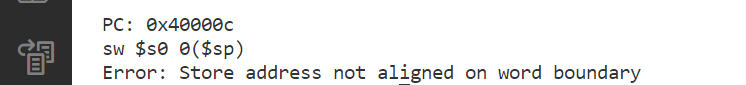 PC: 0x40000c
sw $s0 0($sp)
Error: Store address not aligned on word boundary